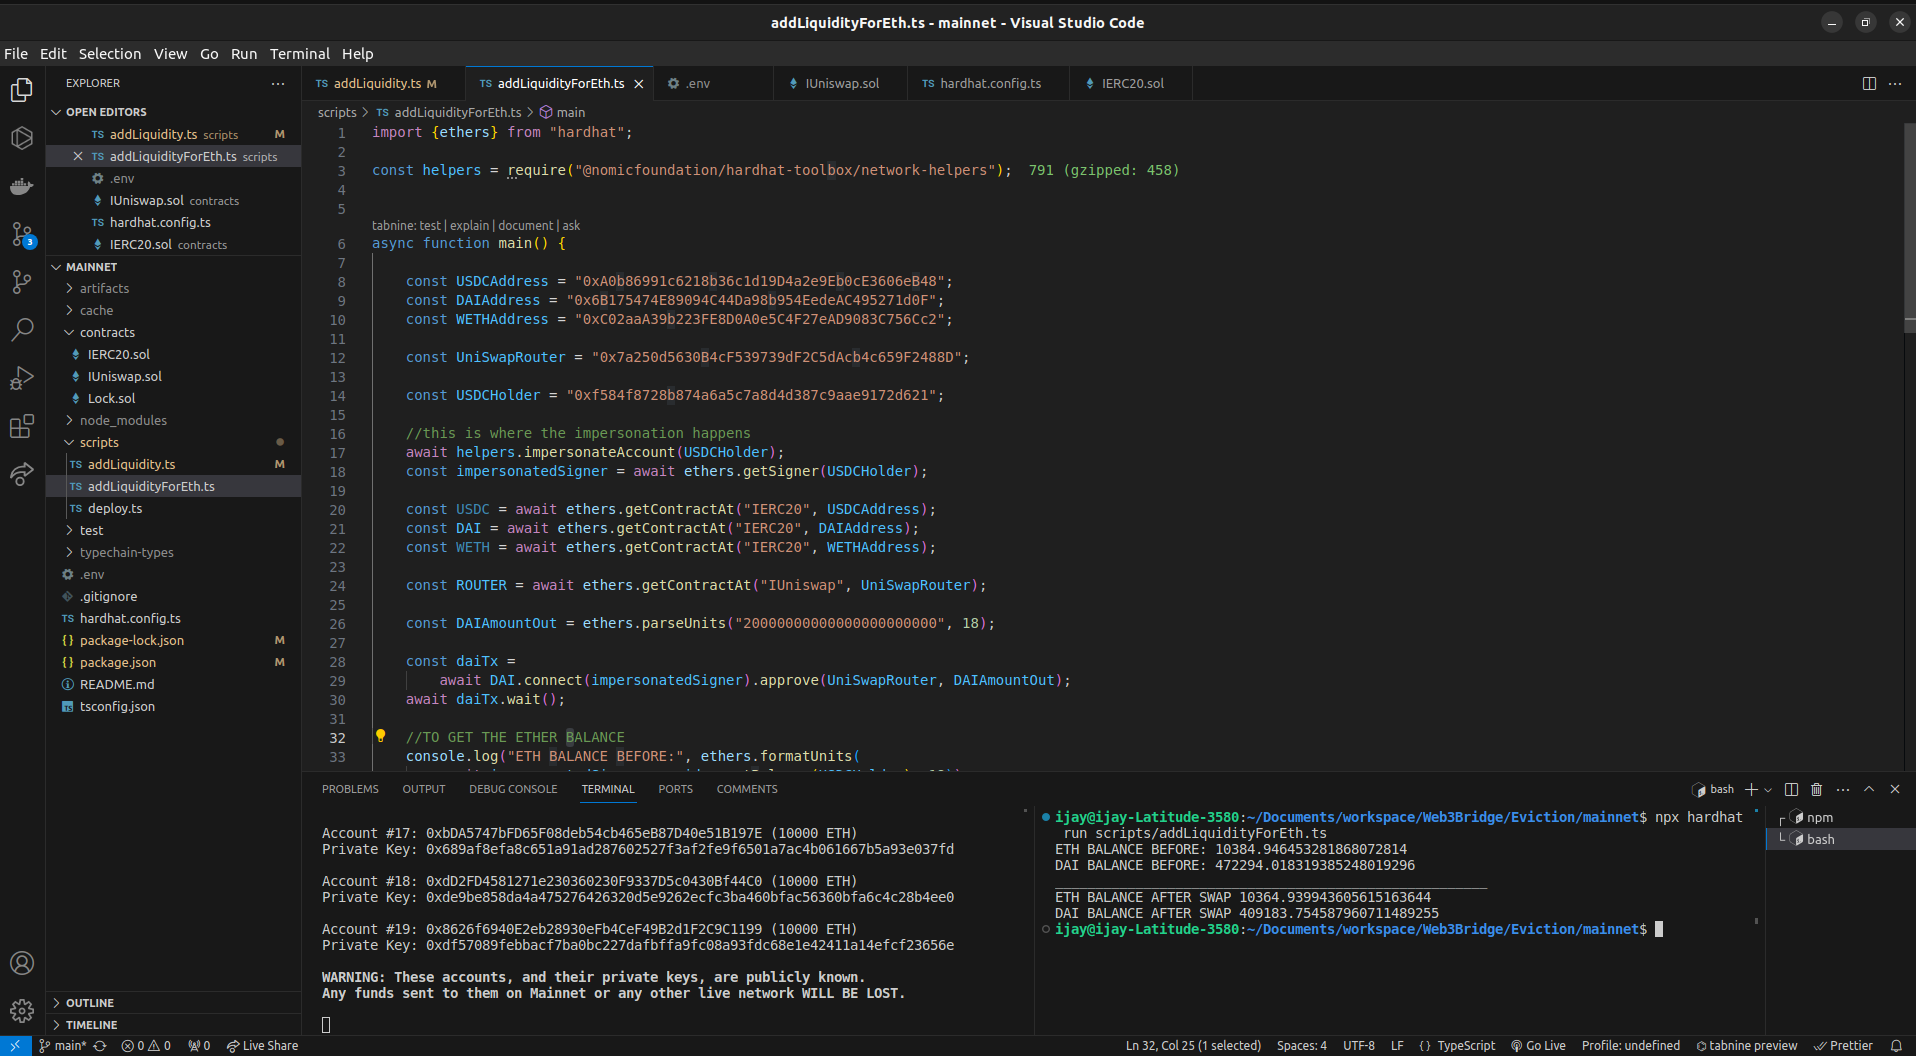 addLiquidityForEth.ts - mainnet - Visual Studio Code
File Edit Selection View Go Run Terminal Help
EXPLORER
OPEN EDITORS
TS addLiquidity.ts scripts M
TS addLiquidityForEth.ts scripts
.env
IUniswap.sol contracts
TS hardhat.config.ts
IERC20.sol contracts
MAINNET
artifacts
cache
contracts
IERC20.sol
IUniswap.sol
Lock.sol
node_modules
scripts
TS addLiquidity.ts M
TS addLiquidityForEth.ts
TS deploy.ts
test
typechain-types
.env
.gitignore
TS hardhat.config.ts
{} package-lock.json M
{} package.json M
README.md
tsconfig.json
OUTLINE
TIMELINE
3
TS addLiquidity.ts M TS addLiquidityForEth.ts .env IUniswap.sol TS hardhat.config.ts IERC20.sol
scripts > TS addLiquidityForEth.ts > main
1 import {ethers} from "hardhat";
2
3 const helpers = require("@nomicfoundation/hardhat-toolbox/network-helpers"); 791 (gzipped: 458)
4
5
tabnine: test | explain | document | ask
6 async function main() {
7
8 const USDCAddress = "0xA0b86991c6218b36c1d19D4a2e9Eb0cE3606eB48";
9 const DAIAddress = "0x6B175474E89094C44Da98b954EedeAC495271d0F";
10 const WETHAddress = "0xC02aaA39b223FE8D0A0e5C4F27eAD9083C756Cc2";
11
12 const UniSwapRouter = "0x7a250d5630B4cF539739dF2C5dAcb4c659F2488D";
13
14 const USDCHolder = "0xf584f8728b874a6a5c7a8d4d387c9aae9172d621";
15
16 //this is where the impersonation happens
17 await helpers.impersonateAccount(USDCHolder);
18 const impersonatedSigner = await ethers.getSigner(USDCHolder);
19
20 const USDC = await ethers.getContractAt("IERC20", USDCAddress);
21 const DAI = await ethers.getContractAt("IERC20", DAIAddress);
22 const WETH = await ethers.getContractAt("IERC20", WETHAddress);
23
24 const ROUTER = await ethers.getContractAt("IUniswap", UniSwapRouter);
25
26 const DAIAmountOut = ethers.parseUnits("20000000000000000000000", 18);
27
28 const daiTx =
29 await DAI.connect(impersonatedSigner).approve(UniSwapRouter, DAIAmountOut);
30 await daiTx.wait();
31
32 //TO GET THE ETHER BALANCE
33 console.log("ETH BALANCE BEFORE:", ethers.formatUnits(
PROBLEMS OUTPUT DEBUG CONSOLE TERMINAL PORTS COMMENTS
bash
Account #17: 0xbDA5747bFD65F08deb54cb465eB87D40e51B197E (10000 ETH)
Private Key: 0x689af8efa8c651a91ad287602527f3af2fe9f6501a7ac4b061667b5a93e037fd
Account #18: 0xdD2FD4581271e230360230F9337D5c0430Bf44C0 (10000 ETH)
Private Key: 0xde9be858da4a475276426320d5e9262ecfc3ba460bfac56360bfa6c4c28b4ee0
Account #19: 0x8626f6940E2eb28930eFb4CeF49B2d1F2C9C1199 (10000 ETH)
Private Key: 0xdf57089febbacf7ba0bc227dafbffa9fc08a93fdc68e1e42411a14efcf23656e
WARNING: These accounts, and their private keys, are publicly known.
Any funds sent to them on Mainnet or any other live network WILL BE LOST.
ijay@ijay-Latitude-3580:~/Documents/workspace/Web3Bridge/Eviction/mainnet$ npx hardhat
run scripts/addLiquidityForEth.ts
ETH BALANCE BEFORE: 10384.946453281868072814
DAI BALANCE BEFORE: 472294.018319385248019296
ETH BALANCE AFTER SWAP 10364.939943605615163644
DAI BALANCE AFTER SWAP 409183.754587960711489255
ijay@ijay-Latitude-3580:~/Documents/workspace/Web3Bridge/Eviction/mainnet$
npm
bash
main* 0 0 0 Live Share Ln 32, Col 25 (1 selected) Spaces: 4 UTF-8 LF {} TypeScript Go Live Profile: undefined tabnine preview Prettier